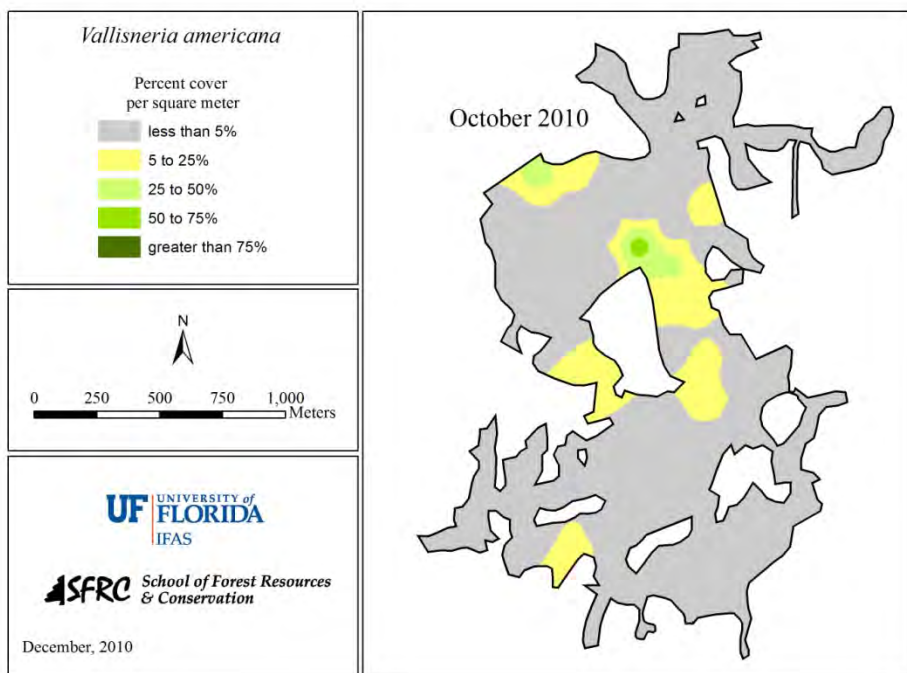 Vallisneria americana
Percent cover
per square meter
less than 5%
5 to 25%
25 to 50%
50 to 75%
greater than 75%
N
0 250 500 750 1,000
Meters
UF UNIVERSITY of
FLORIDA
IFAS
SFRC School of Forest Resources
& Conservation
December, 2010
October 2010